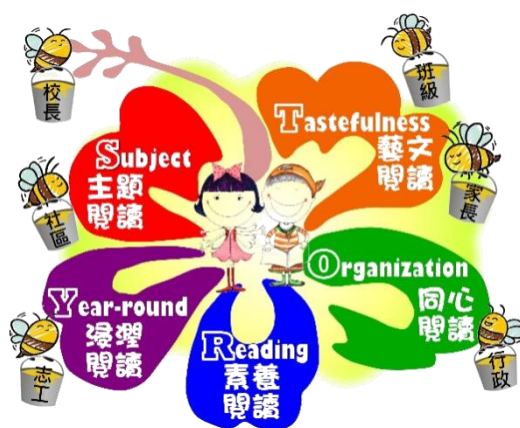 校長
班級
Subject
主題
閱讀
Tastefulness
藝文
閱讀
社區
家長
Organization
同心
閱讀
Reading
素養
閱讀
Year-round
浸潤
閱讀
志工
行政